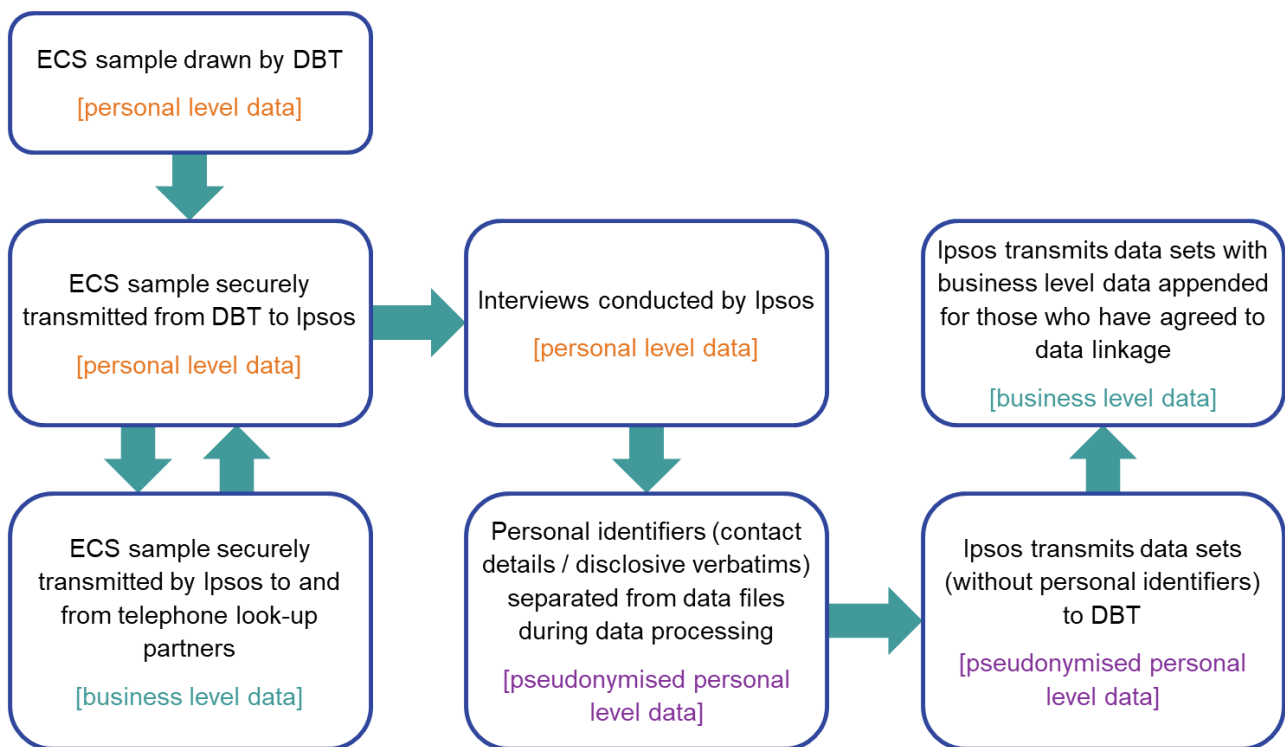 ECS sample drawn by DBT
[personal level data]
ECS sample securely
transmitted from DBT to Ipsos
[personal level data]
ECS sample securely
transmitted by Ipsos to and
from telephone look-up
partners
[business level data]
Interviews conducted by Ipsos
[personal level data]
Personal identifiers (contact
details / disclosive verbatims)
separated from data files
during data processing
[pseudonymised personal
level data]
Ipsos transmits data sets
(without personal identifiers)
to DBT
[pseudonymised personal
level data]
Ipsos transmits data sets with
business level data appended
for those who have agreed to
data linkage
[business level data]